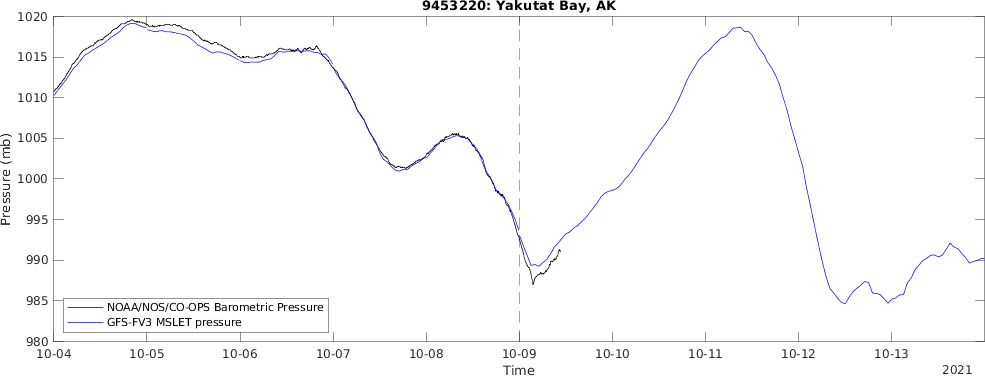 9453220: Yakutat Bay, AK
Pressure (mb)
1020
1015
1010
1005
1000
995
990
985
980
NOAA/NOS/CO-OPS Barometric Pressure
GFS-FV3 MSLET pressure
10-04 10-05 10-06 10-07 10-08 10-09 10-10 10-11 10-12 10-13
Time
2021